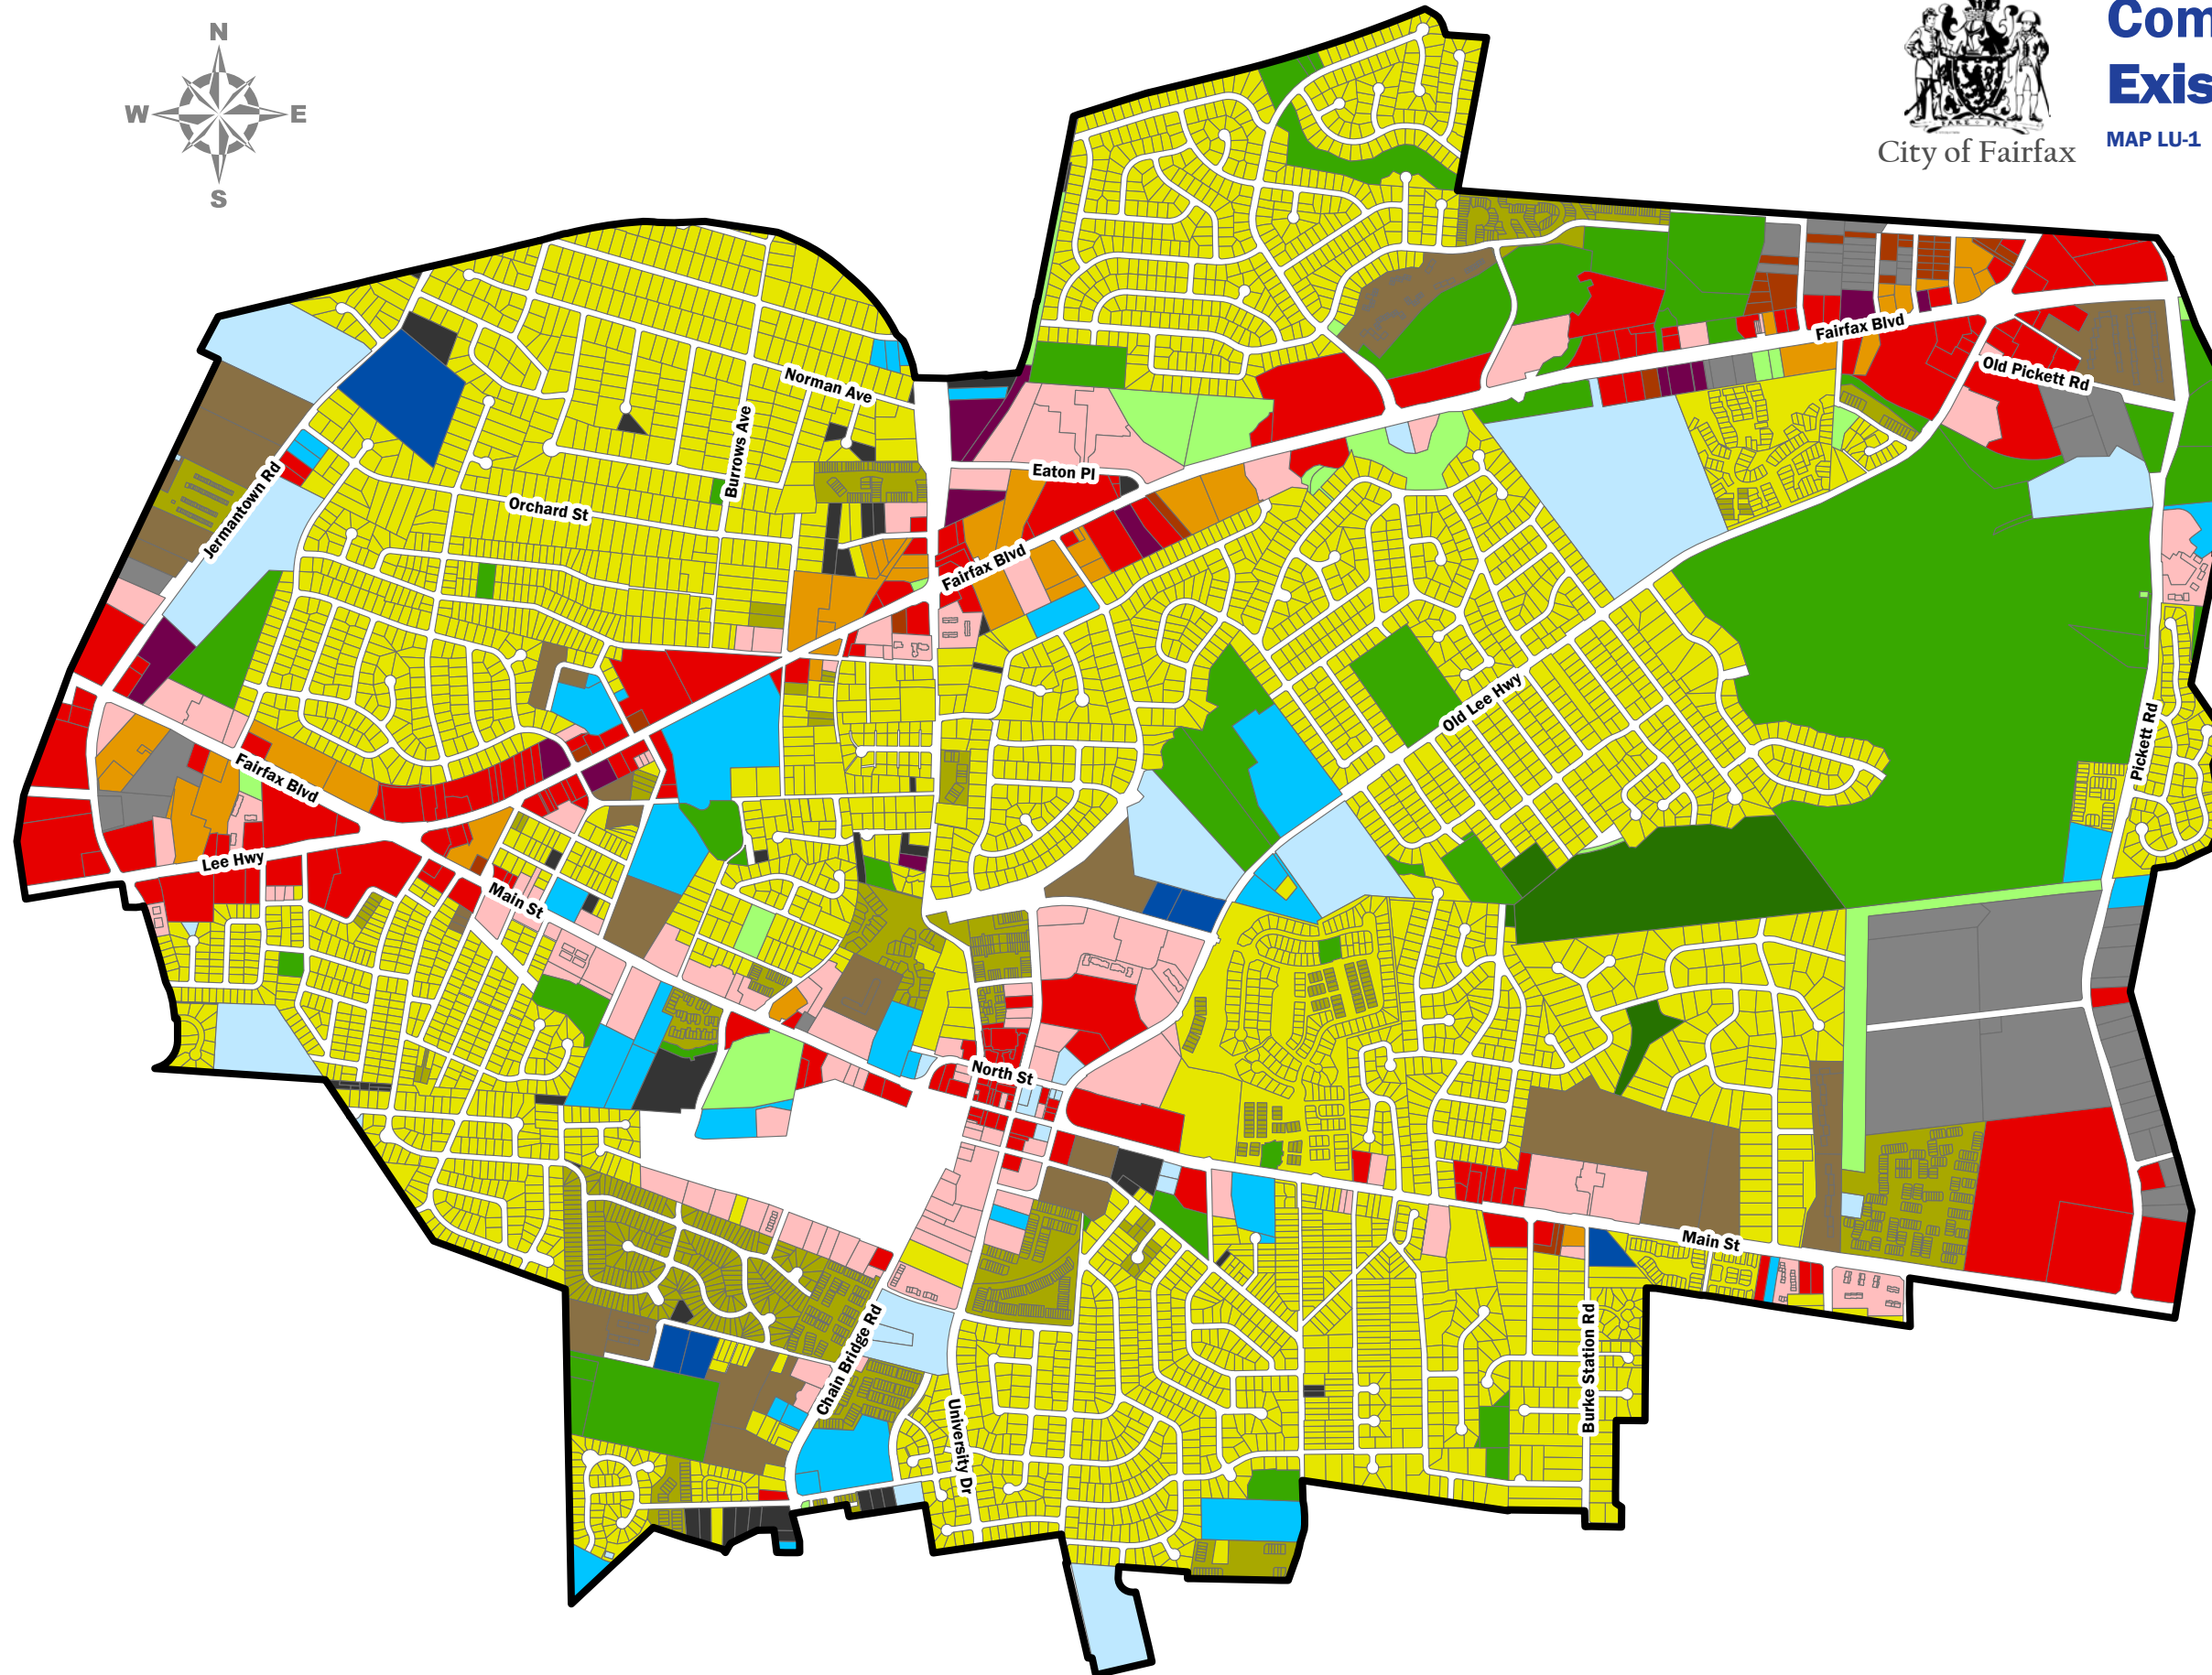 N
W
E
S
City of Fairfax
Com
Exis
MAP LU-1
Fairfax Blvd
Old Pickett Rd
Norman Ave
Burrows Ave
Eaton Pl
Orchard St
Jermantown Rd
Fairfax Blvd
Old Lee Hwy
Pickett Rd
Fairfax Blvd
Lee Hwy
Main St
North St
Main St
Chain Bridge Rd
University Dr
Burke Station Rd